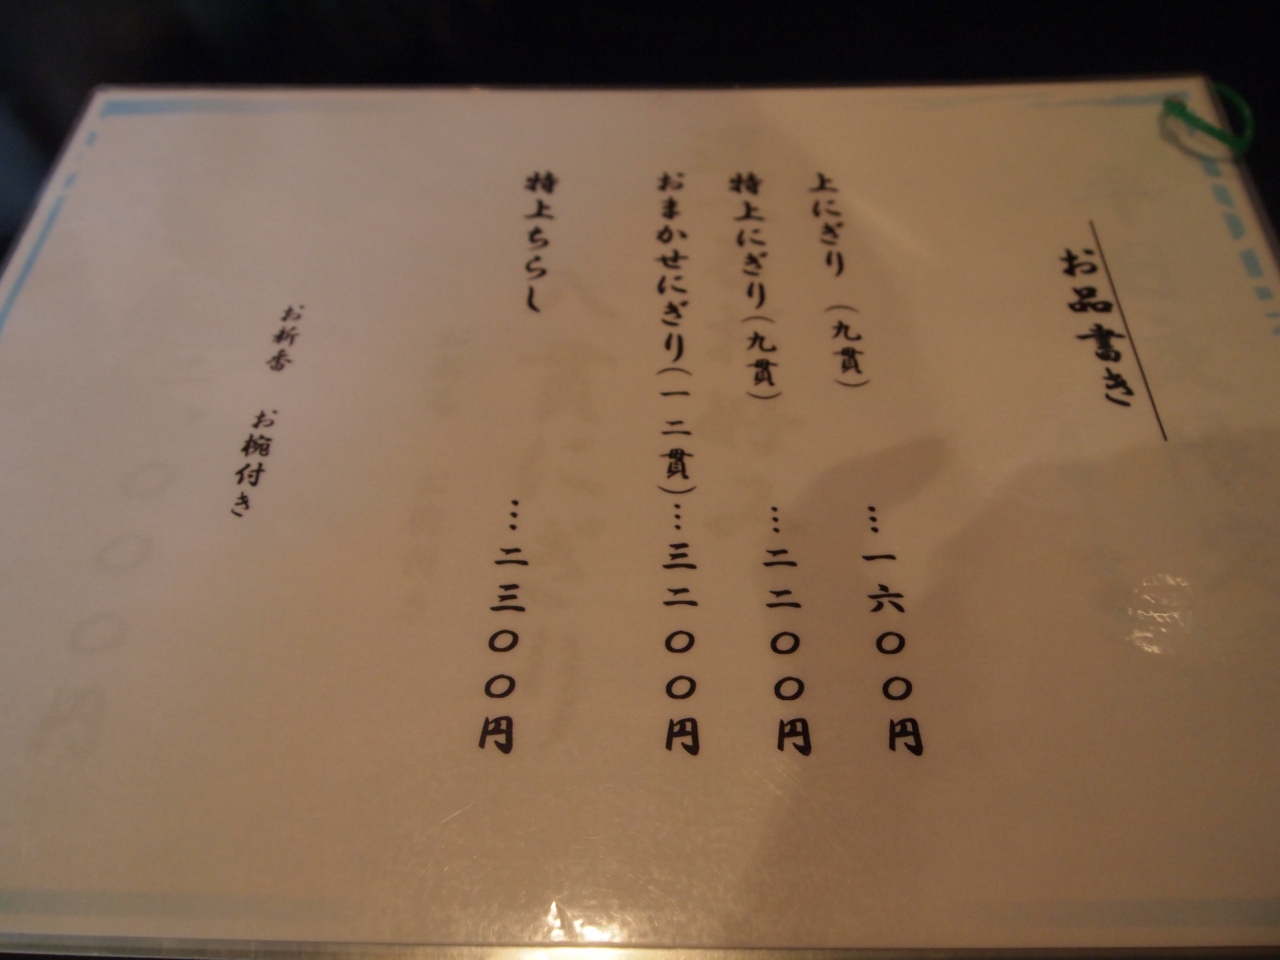 お品書き
上にぎり（九貫）…一六〇〇円
特上にぎり（九貫）…二二〇〇円
おまかせにぎり（一二貫）…三二〇〇円
特上ちらし…二三〇〇円
お新香　お椀付き